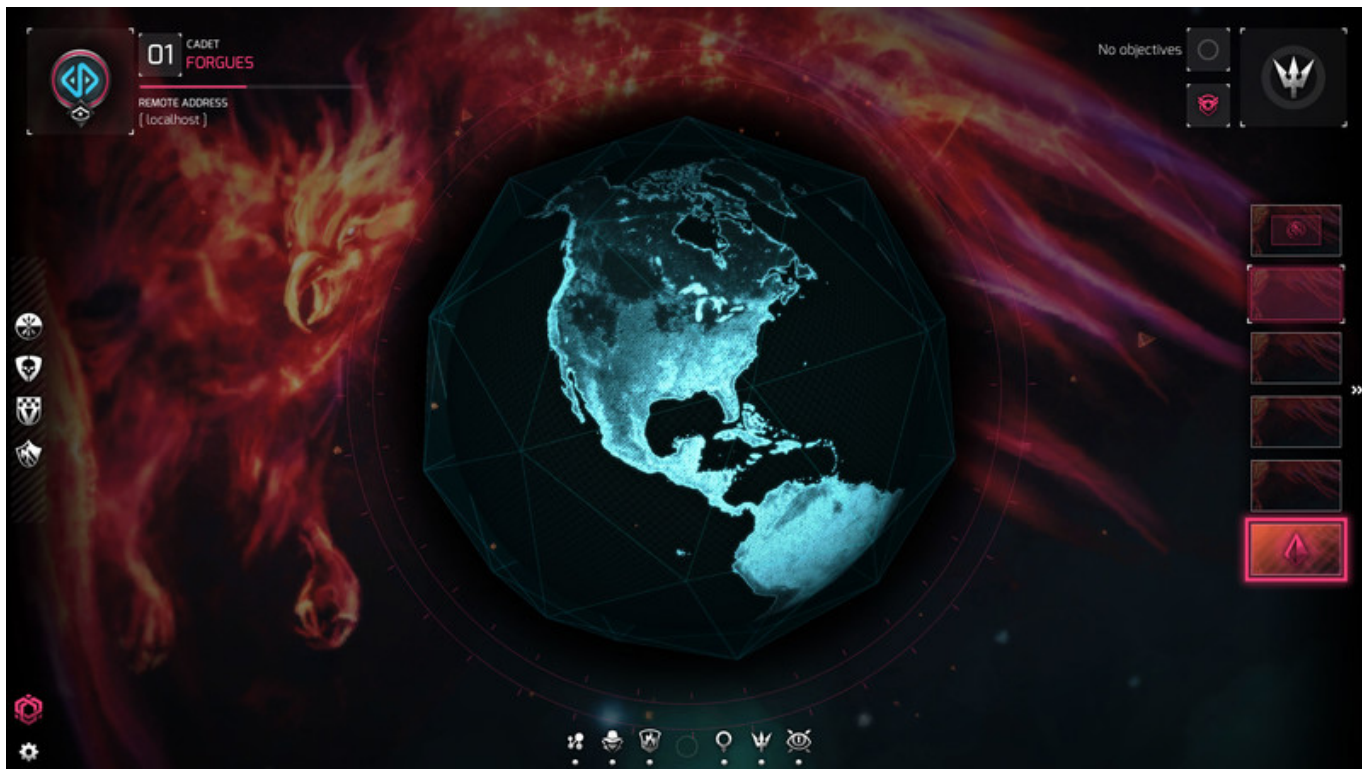 01
CADET
FORGUES
REMOTE ADDRESS
[ localhost ]
No objectives